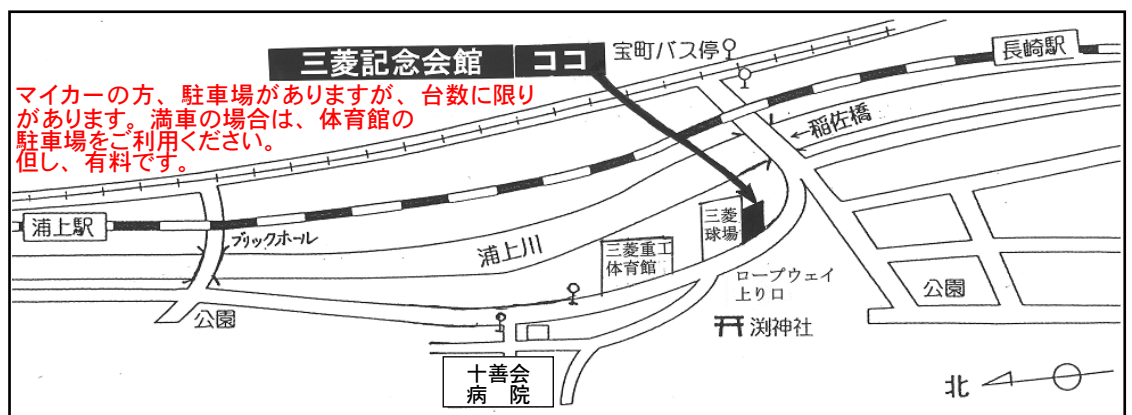 三菱記念会館 ココ
宝町バス停
長崎駅
マイカーの方、駐車場がありますが、台数に限り
があります。満車の場合は、体育館の
駐車場をご利用ください。
但し、有料です。
稲佐橋
浦上駅
ブリックホール
浦上川
三菱
球場
三菱重工
体育館
ロープウェイ
上り口
公園
公園
渕神社
十善会
病 院
北